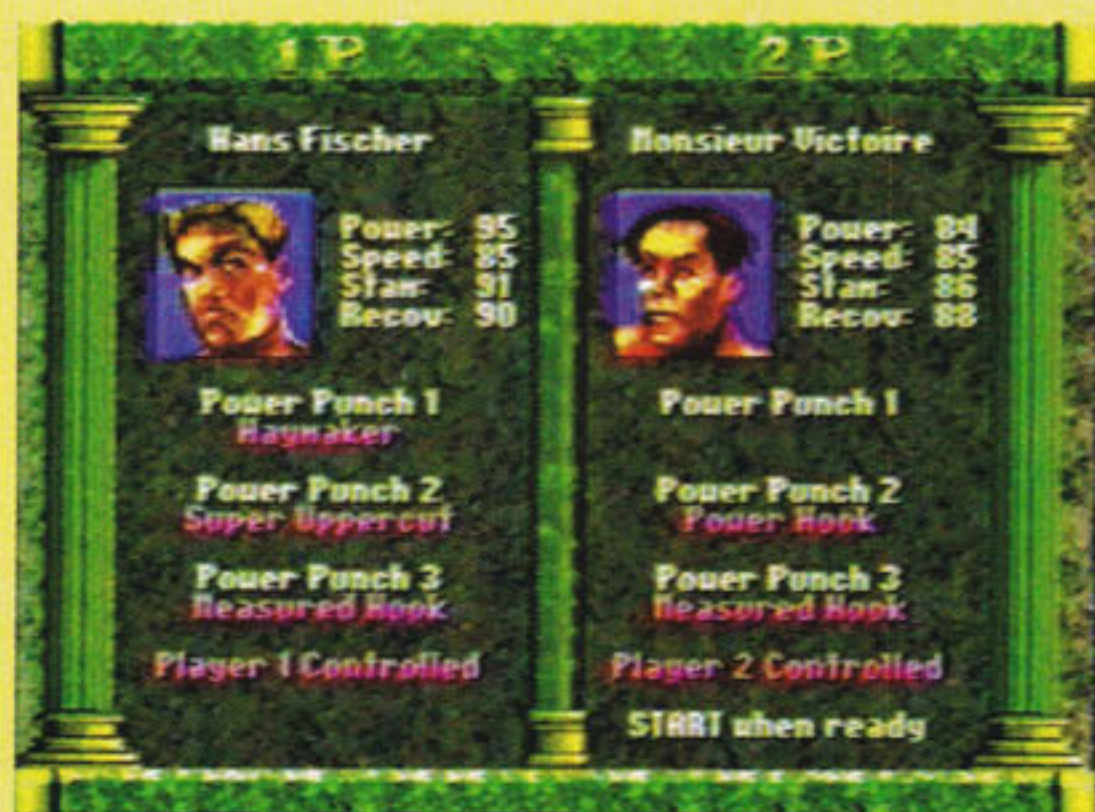 1 P
Hans Fischer
Power: 95
Speed: 85
Stam: 91
Recov: 90
Power Punch 1
Haymaker
Power Punch 2
Super Uppercut
Power Punch 3
Measured Hook
Player 1 Controlled
2 P
Monsieur Victoire
Power: 84
Speed: 85
Stam: 86
Recov: 88
Power Punch 1
Power Punch 2
Power Hook
Power Punch 3
Measured Hook
Player 2 Controlled
START when ready